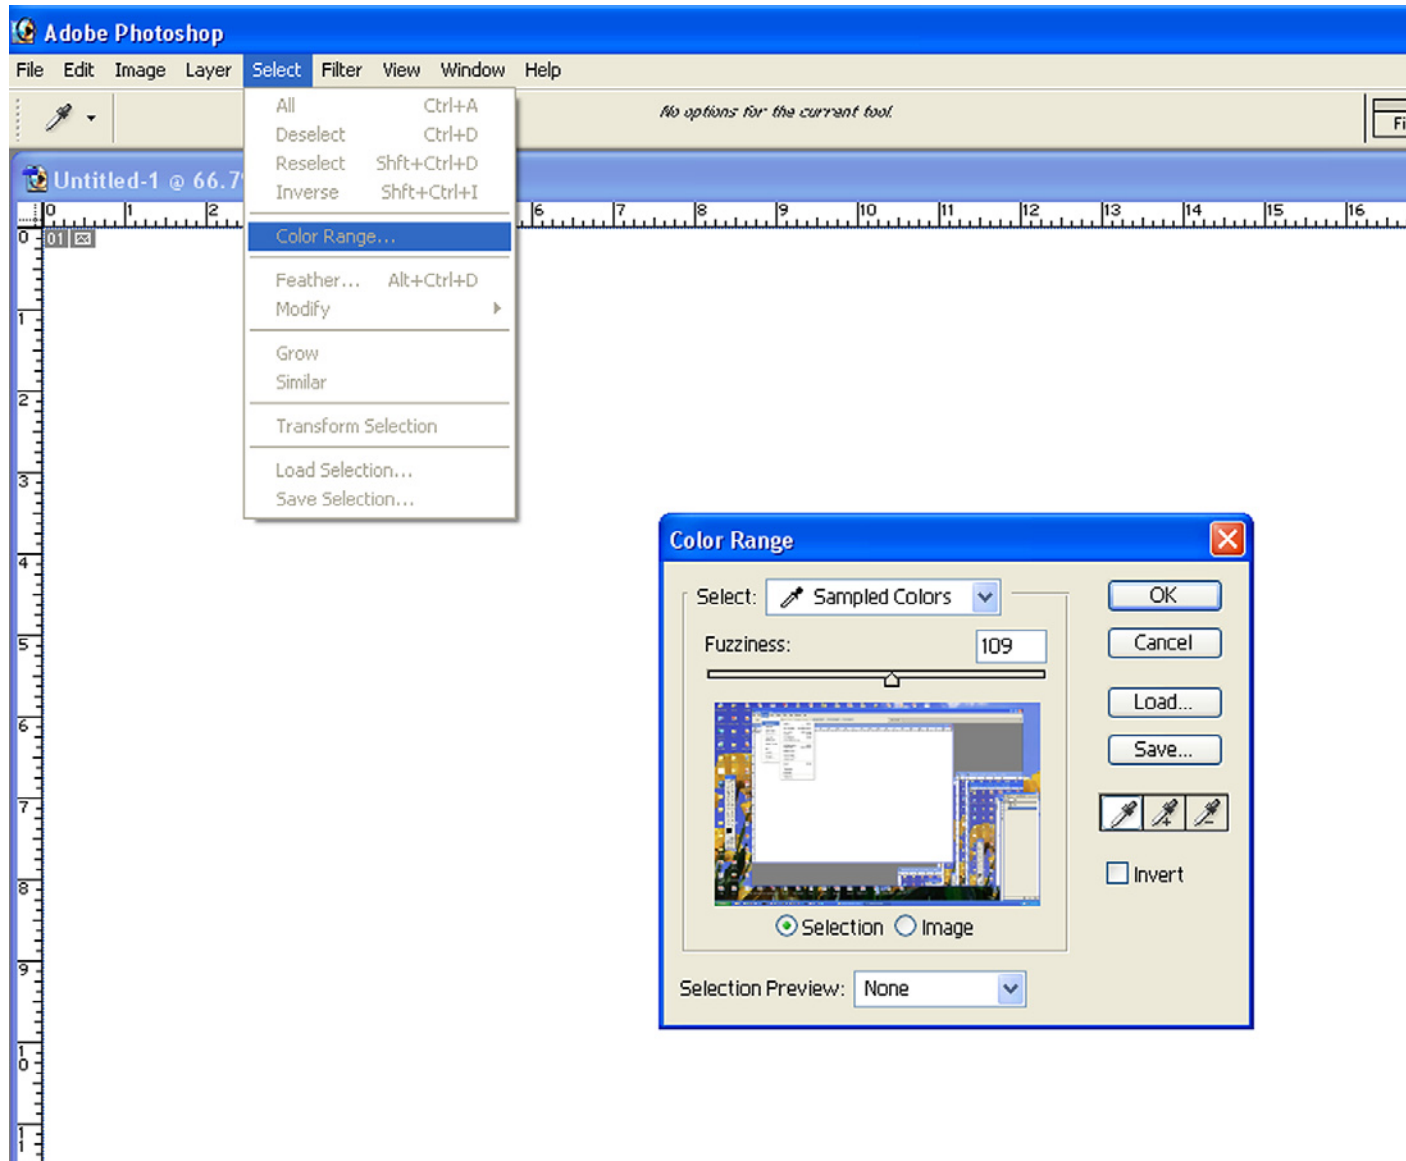 Adobe Photoshop
File Edit Image Layer Select Filter View Window Help
No options for the current tool.
Fi
All Ctrl+A
Deselect Ctrl+D
Reselect Shft+Ctrl+D
Inverse Shft+Ctrl+I
Color Range...
Feather... Alt+Ctrl+D
Modify
Grow
Similar
Transform Selection
Load Selection...
Save Selection...
Untitled-1 @ 66.7
0 1 2 6 7 8 9 10 11 12 13 14 15 16
01
0
1
2
3
4
5
6
7
8
9
10
11
Color Range
Select: Sampled Colors
Fuzziness: 109
Selection Image
Selection Preview: None
OK
Cancel
Load...
Save...
Invert